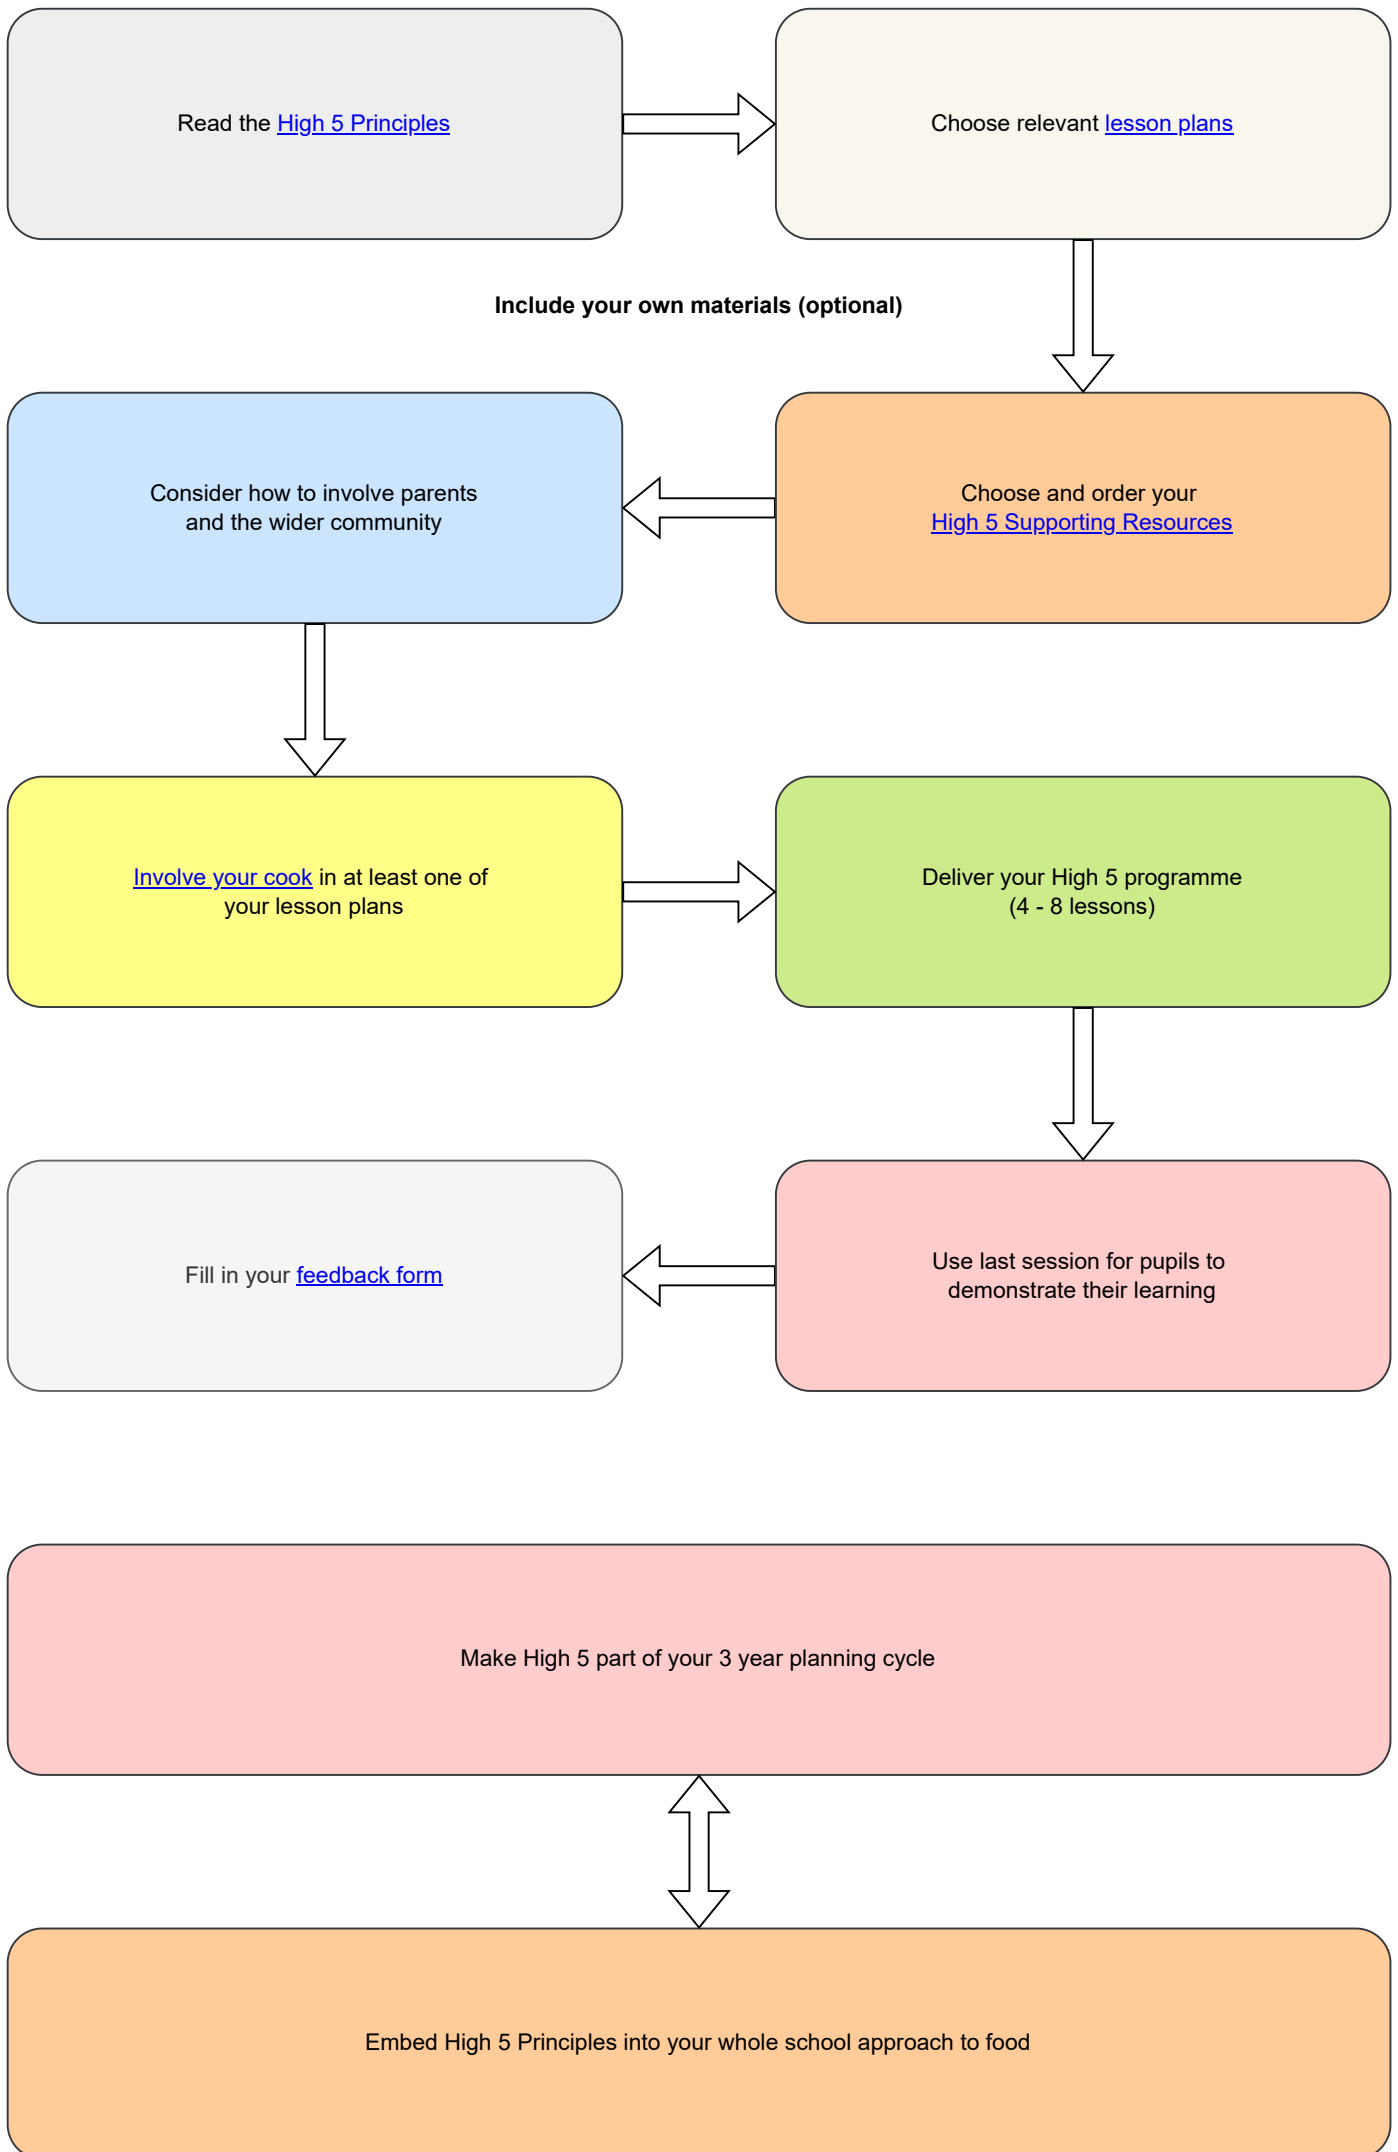 Read the High 5 Principles
Choose relevant lesson plans
Include your own materials (optional)
Choose and order your
High 5 Supporting Resources
Consider how to involve parents
and the wider community
Involve your cook in at least one of
your lesson plans
Deliver your High 5 programme
(4 - 8 lessons)
Use last session for pupils to
demonstrate their learning
Fill in your feedback form
Make High 5 part of your 3 year planning cycle
Embed High 5 Principles into your whole school approach to food